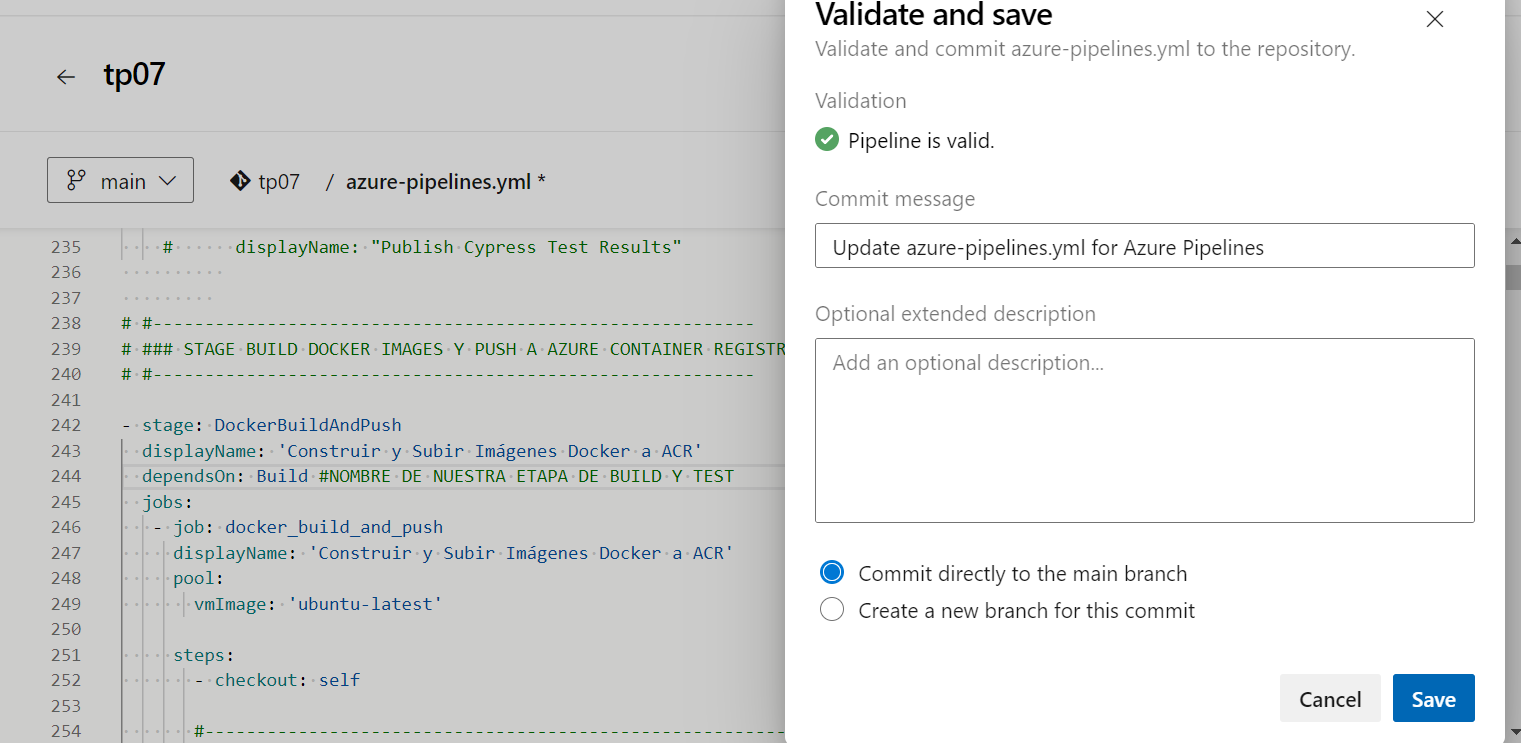 tp07
main
tp07 / azure-pipelines.yml *
235 # displayName: "Publish Cypress Test Results"
236
237
238 # #----------------------------------------------------------
239 # ### STAGE BUILD DOCKER IMAGES Y PUSH A AZURE CONTAINER REGISTR
240 # #----------------------------------------------------------
241
242 - stage: DockerBuildAndPush
243 displayName: 'Construir y Subir Imágenes Docker a ACR'
244 dependsOn: Build #NOMBRE DE NUESTRA ETAPA DE BUILD Y TEST
245 jobs:
246 - job: docker_build_and_push
247 displayName: 'Construir y Subir Imágenes Docker a ACR'
248 pool:
249 vmImage: 'ubuntu-latest'
250
251 steps:
252 - checkout: self
253
254 #--------------------------------------------------------
Validate and save
Validate and commit azure-pipelines.yml to the repository.
Validation
Pipeline is valid.
Commit message
Update azure-pipelines.yml for Azure Pipelines
Optional extended description
Add an optional description...
Commit directly to the main branch
Create a new branch for this commit
Cancel
Save